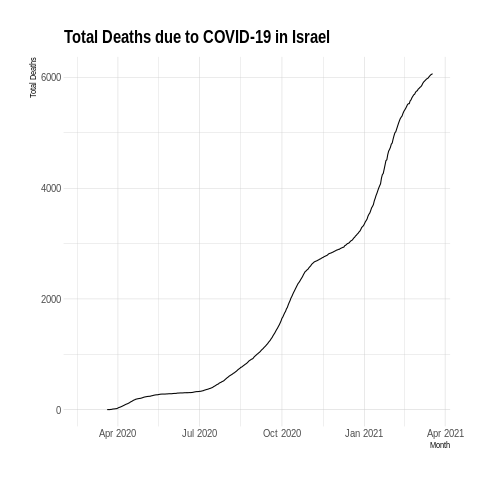 Total Deaths due to COVID-19 in Israel
Total Deaths
6000
4000
2000
0
Apr 2020 Jul 2020 Oct 2020 Jan 2021 Apr 2021
Month